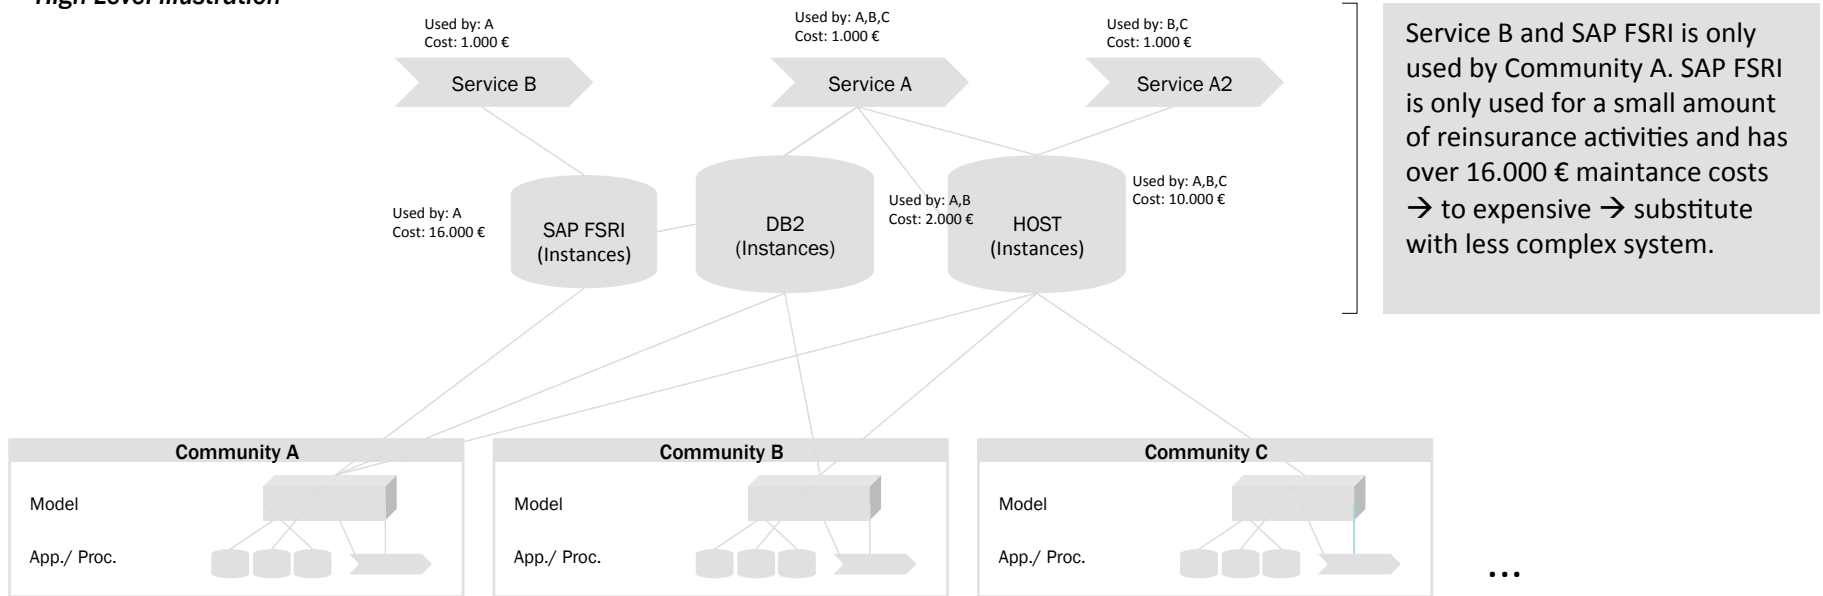 High Level Illustration
Used by: A
Cost: 1.000 €
Used by: A,B,C
Cost: 1.000 €
Used by: B,C
Cost: 1.000 €
Service B
Service A
Service A2
Service B and SAP FSRI is only
used by Community A. SAP FSRI
is only used for a small amount
of reinsurance activities and has
over 16.000 € maintance costs
→ to expensive → substitute
with less complex system.
Used by: A
Cost: 16.000 €
SAP FSRI
(Instances)
DB2
(Instances)
Used by: A,B
Cost: 2.000 €
HOST
(Instances)
Used by: A,B,C
Cost: 10.000 €
Community A
Model
App./ Proc.
Community B
Model
App./ Proc.
Community C
Model
App./ Proc.
...